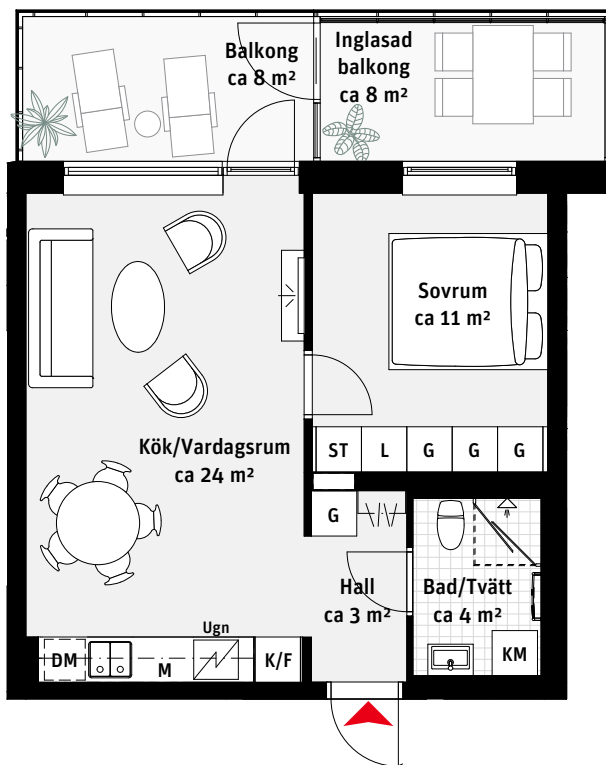 Balkong
ca 8 m²
Inglasad
balkong
ca 8 m²
Sovrum
ca 11 m²
Kök/Vardagsrum
ca 24 m²
ST L G G G
G
Hall
ca 3 m²
Bad/Tvätt
ca 4 m²
Ugn
DM M K/F
KM